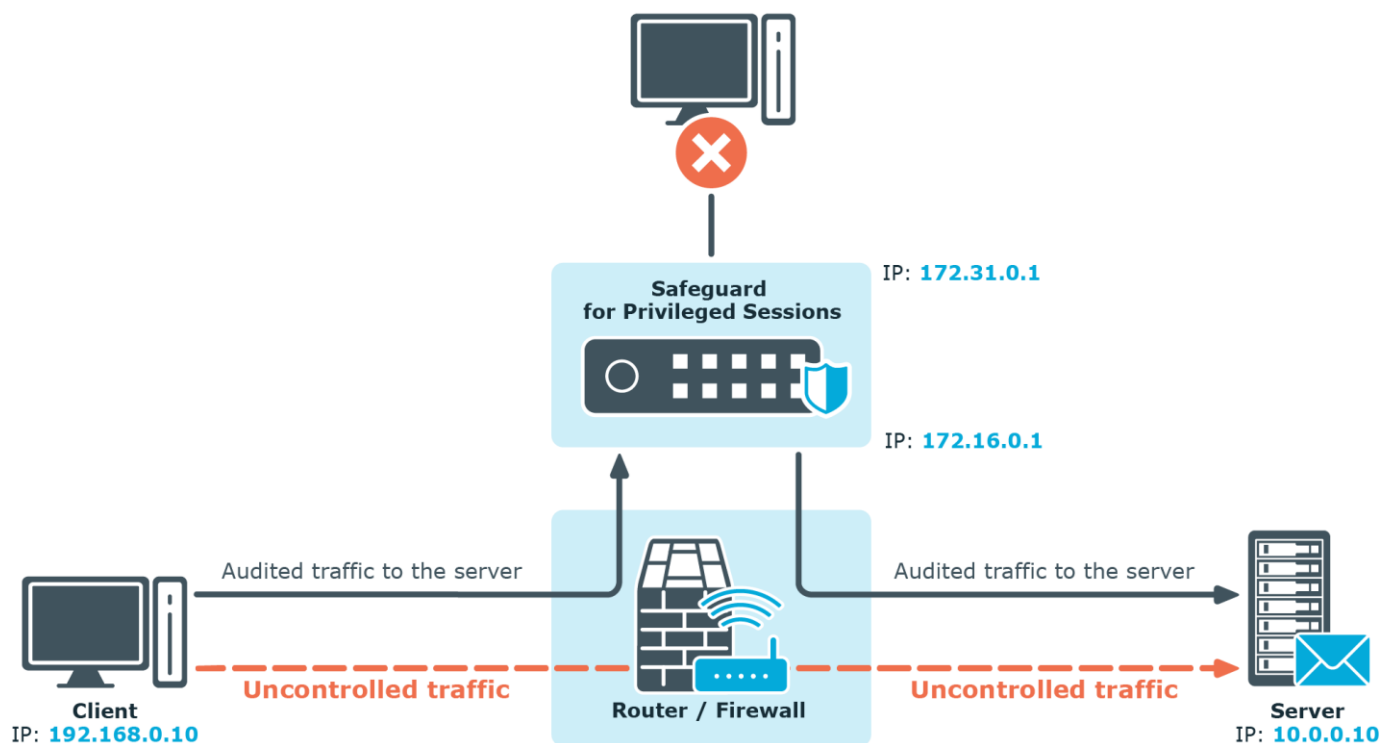 IP: 172.31.0.1
Safeguard
for Privileged Sessions
IP: 172.16.0.1
Audited traffic to the server
Audited traffic to the server
Uncontrolled traffic
Uncontrolled traffic
Client
IP: 192.168.0.10
Router / Firewall
Server
IP: 10.0.0.10